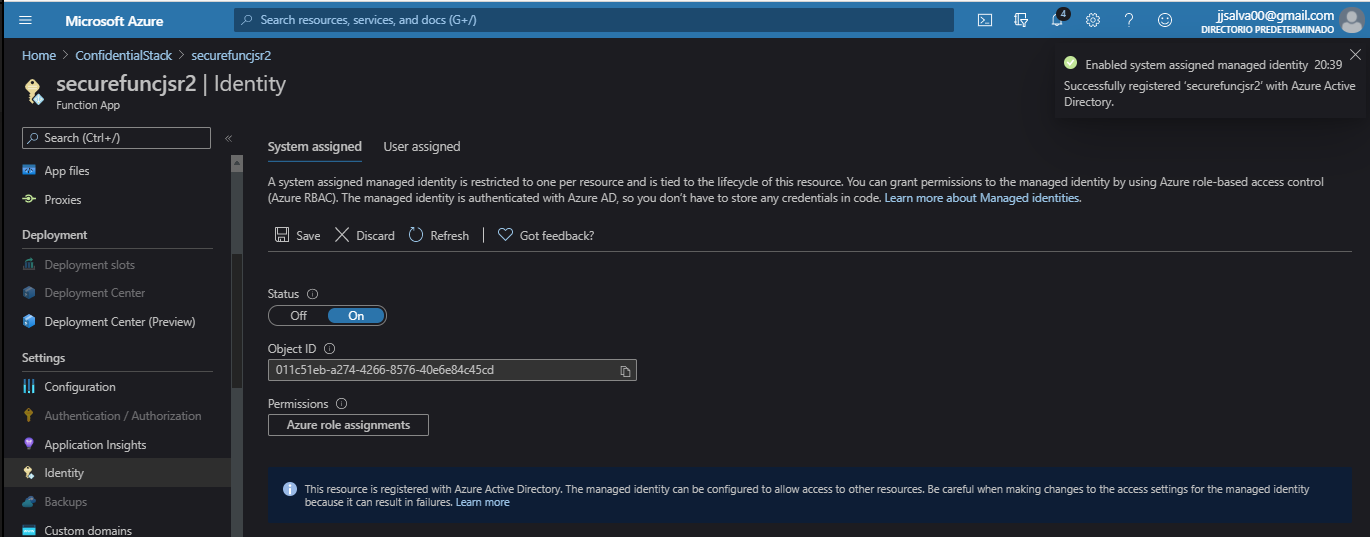 Microsoft Azure
Search resources, services, and docs (G+/)
4
jjsalva00@gmail.com
DIRECTORIO PREDETERMINADO
Home > ConfidentialStack > securefuncjsr2
securefuncjsr2 | Identity
Function App
Enabled system assigned managed identity 20:39
Successfully registered 'securefuncjsr2' with Azure Active
Directory.
Search (Ctrl+/)
«
App files
Proxies
Deployment
Deployment slots
Deployment Center
Deployment Center (Preview)
Settings
Configuration
Authentication / Authorization
Application Insights
Identity
Backups
Custom domains
System assigned User assigned
A system assigned managed identity is restricted to one per resource and is tied to the lifecycle of this resource. You can grant permissions to the managed identity by using Azure role-based access control
(Azure RBAC). The managed identity is authenticated with Azure AD, so you don't have to store any credentials in code. Learn more about Managed identities.
Save Discard Refresh | Got feedback?
Status
Off On
Object ID
011c51eb-a274-4266-8576-40e6e84c45cd
Permissions
Azure role assignments
This resource is registered with Azure Active Directory. The managed identity can be configured to allow access to other resources. Be careful when making changes to the access settings for the managed identity
because it can result in failures. Learn more